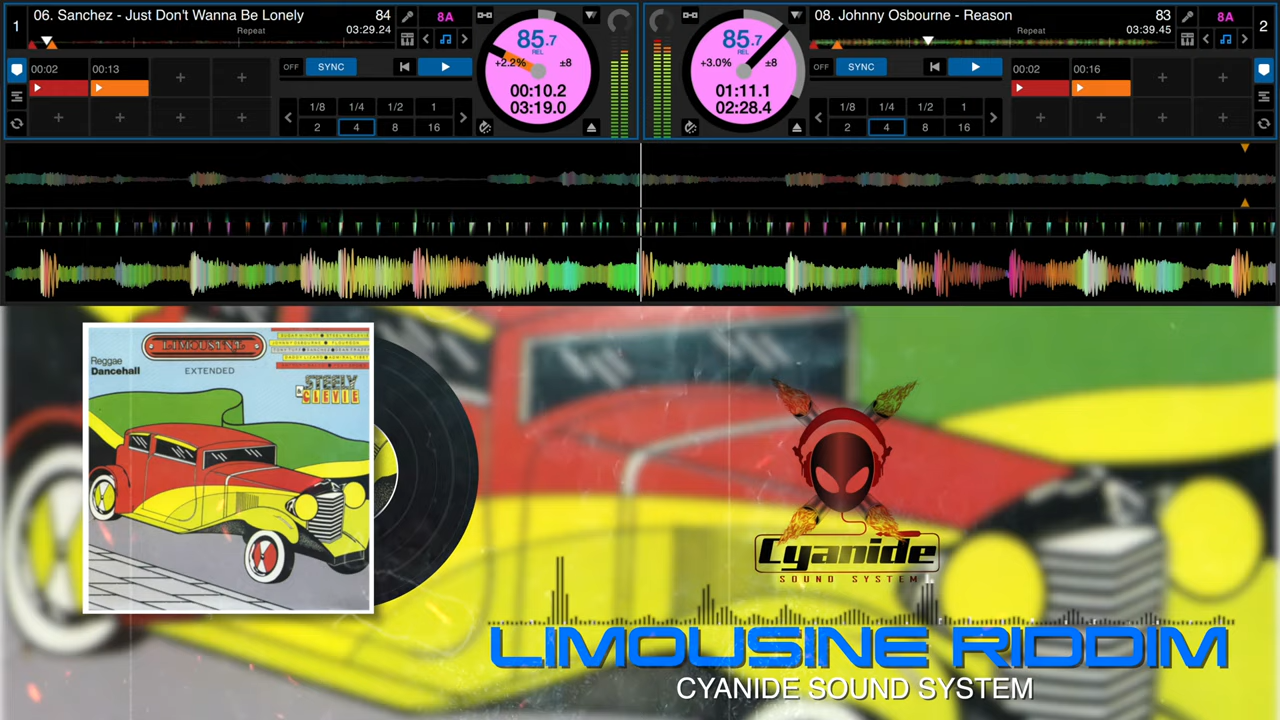 1
06. Sanchez - Just Don't Wanna Be Lonely
84
Repeat
03:29.24
8A
00:02
00:13
OFF
SYNC
1/8
1/4
1/2
1
2
4
8
16
85.7
REL
+2.2%
±8
00:10.2
03:19.0
85.7
REL
+3.0%
±8
01:11.1
02:28.4
08. Johnny Osbourne - Reason
83
Repeat
03:39.45
8A
2
OFF
SYNC
1/8
1/4
1/2
1
2
4
8
16
00:02
00:16
LIMOUSINE
Reggae
Dancehall
EXTENDED
STEELY
& CLEVIE
Cyanide
SOUND SYSTEM
LIMOUSINE RIDDIM
CYANIDE SOUND SYSTEM